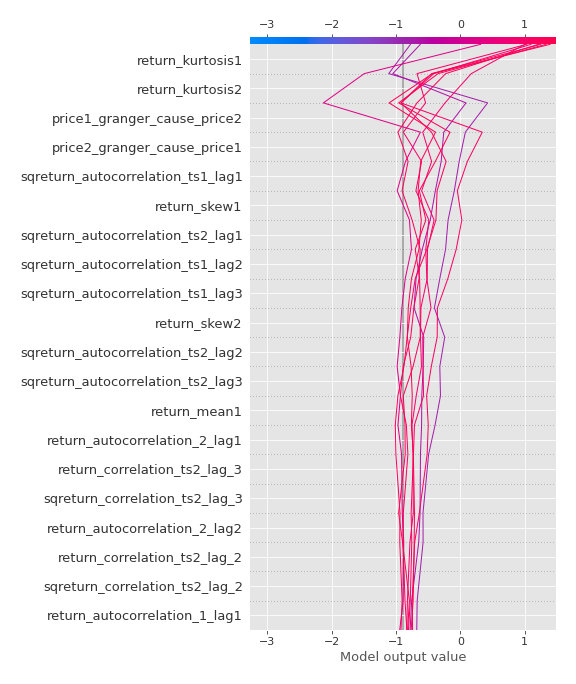 −3 −2 −1 0 1
return_kurtosis1
return_kurtosis2
price1_granger_cause_price2
price2_granger_cause_price1
sqreturn_autocorrelation_ts1_lag1
return_skew1
sqreturn_autocorrelation_ts2_lag1
sqreturn_autocorrelation_ts1_lag2
sqreturn_autocorrelation_ts1_lag3
return_skew2
sqreturn_autocorrelation_ts2_lag2
sqreturn_autocorrelation_ts2_lag3
return_mean1
return_autocorrelation_2_lag1
return_correlation_ts2_lag_3
sqreturn_correlation_ts2_lag_3
return_autocorrelation_2_lag2
return_correlation_ts2_lag_2
sqreturn_correlation_ts2_lag_2
return_autocorrelation_1_lag1
−3 −2 −1 0 1
Model output value